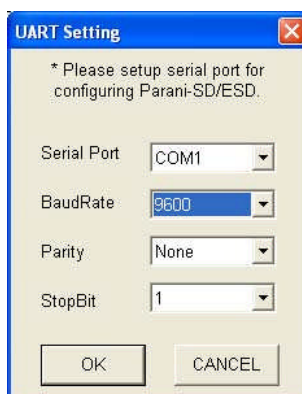 UART Setting
* Please setup serial port for
configuring Parani-SD/ESD.
Serial Port COM1
BaudRate 9600
Parity None
StopBit 1
OK CANCEL